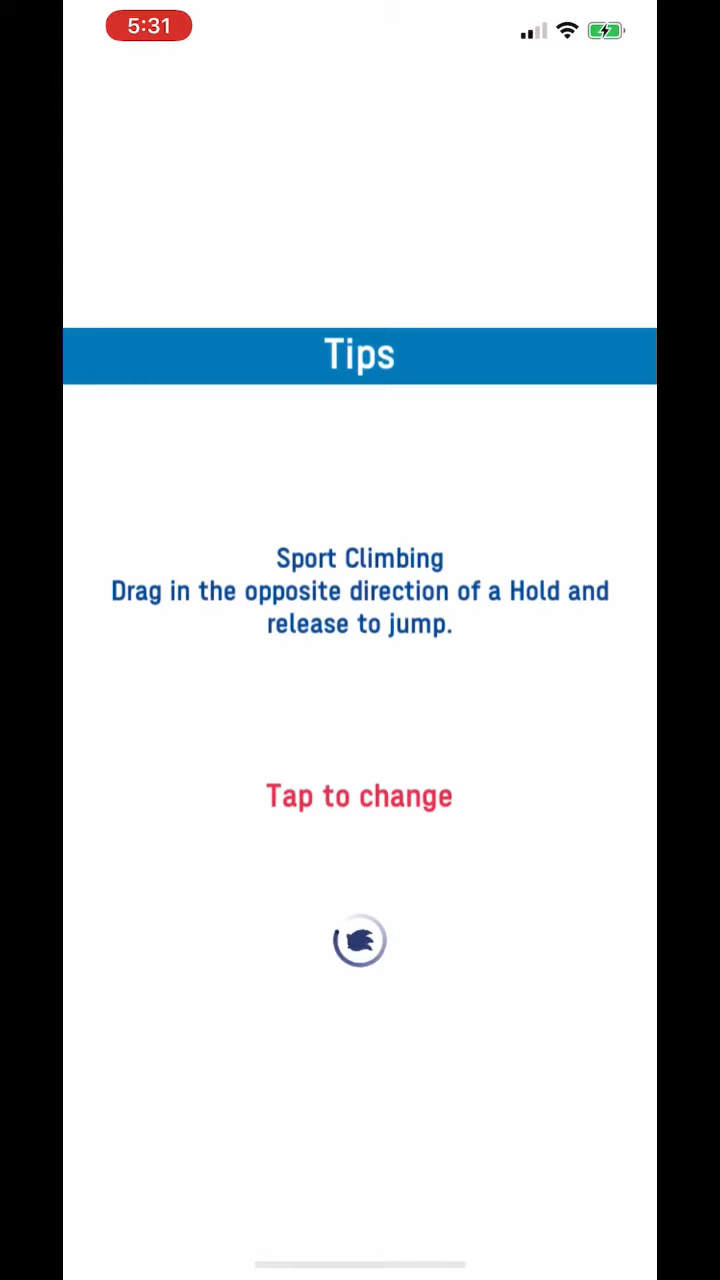 5:31
Tips
Sport Climbing
Drag in the opposite direction of a Hold and
release to jump.
Tap to change